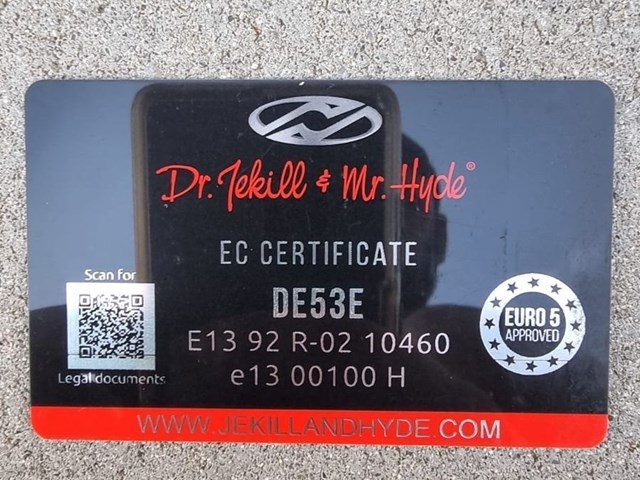 Dr. Jekill & Mr. Hyde®
EC CERTIFICATE
Scan for
DE53E
EURO 5
APPROVED
E13 92 R-02 10460
e13 00100 H
Legal documents
WWW.JEKILLANDHYDE.COM